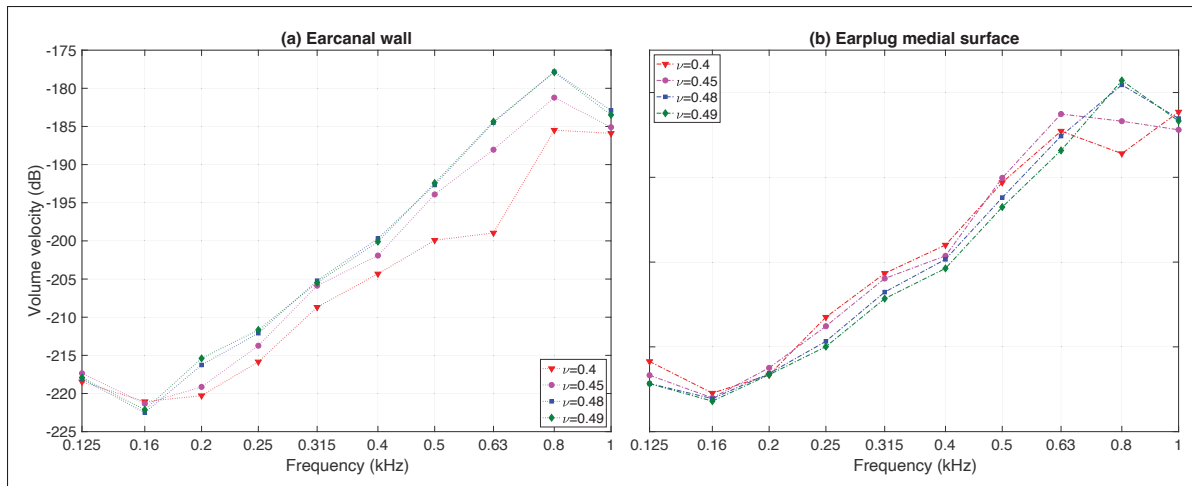 (a) Earcanal wall
Volume velocity (dB)
-175
-180
-185
-190
-195
-200
-205
-210
-215
-220
-225
0.125 0.16 0.2 0.25 0.315 0.4 0.5 0.63 0.8 1
Frequency (kHz)
ν=0.4
ν=0.45
ν=0.48
ν=0.49
(b) Earplug medial surface
ν=0.4
ν=0.45
ν=0.48
ν=0.49
0.125 0.16 0.2 0.25 0.315 0.4 0.5 0.63 0.8 1
Frequency (kHz)